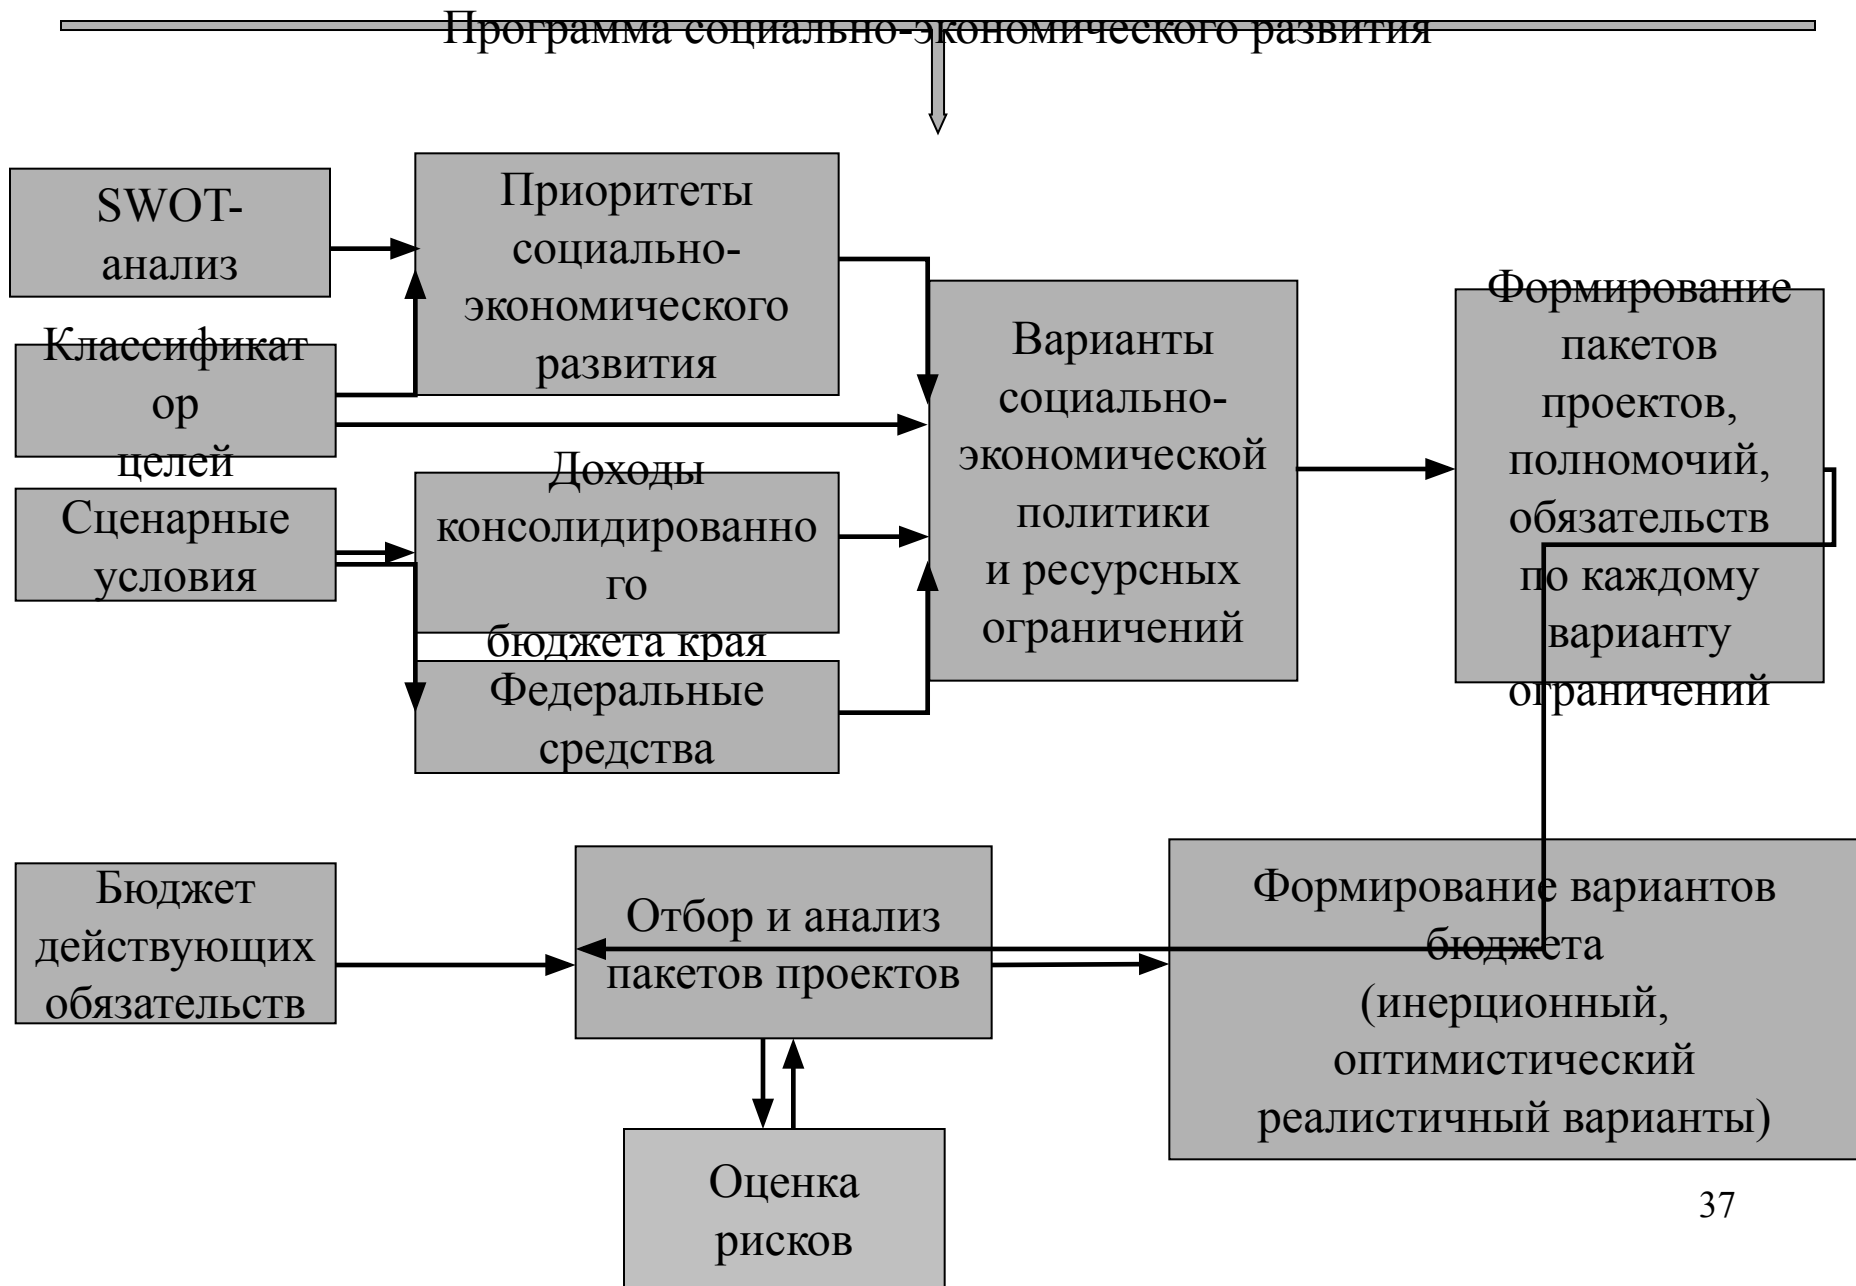 Программа социально-экономического развития
SWOT-
анализ
Приоритеты
социально-
экономического
развития
Классификат
ор
целей
Сценарные
условия
Доходы
консолидированно
го
бюджета края
Федеральные
средства
Варианты
социально-
экономической
политики
и ресурсных
ограничений
Формирование
пакетов
проектов,
полномочий,
обязательств
по каждому
варианту
ограничений
Бюджет
действующих
обязательств
Отбор и анализ
пакетов проектов
Формирование вариантов
бюджета
(инерционный,
оптимистический
реалистичный варианты)
Оценка
рисков
37